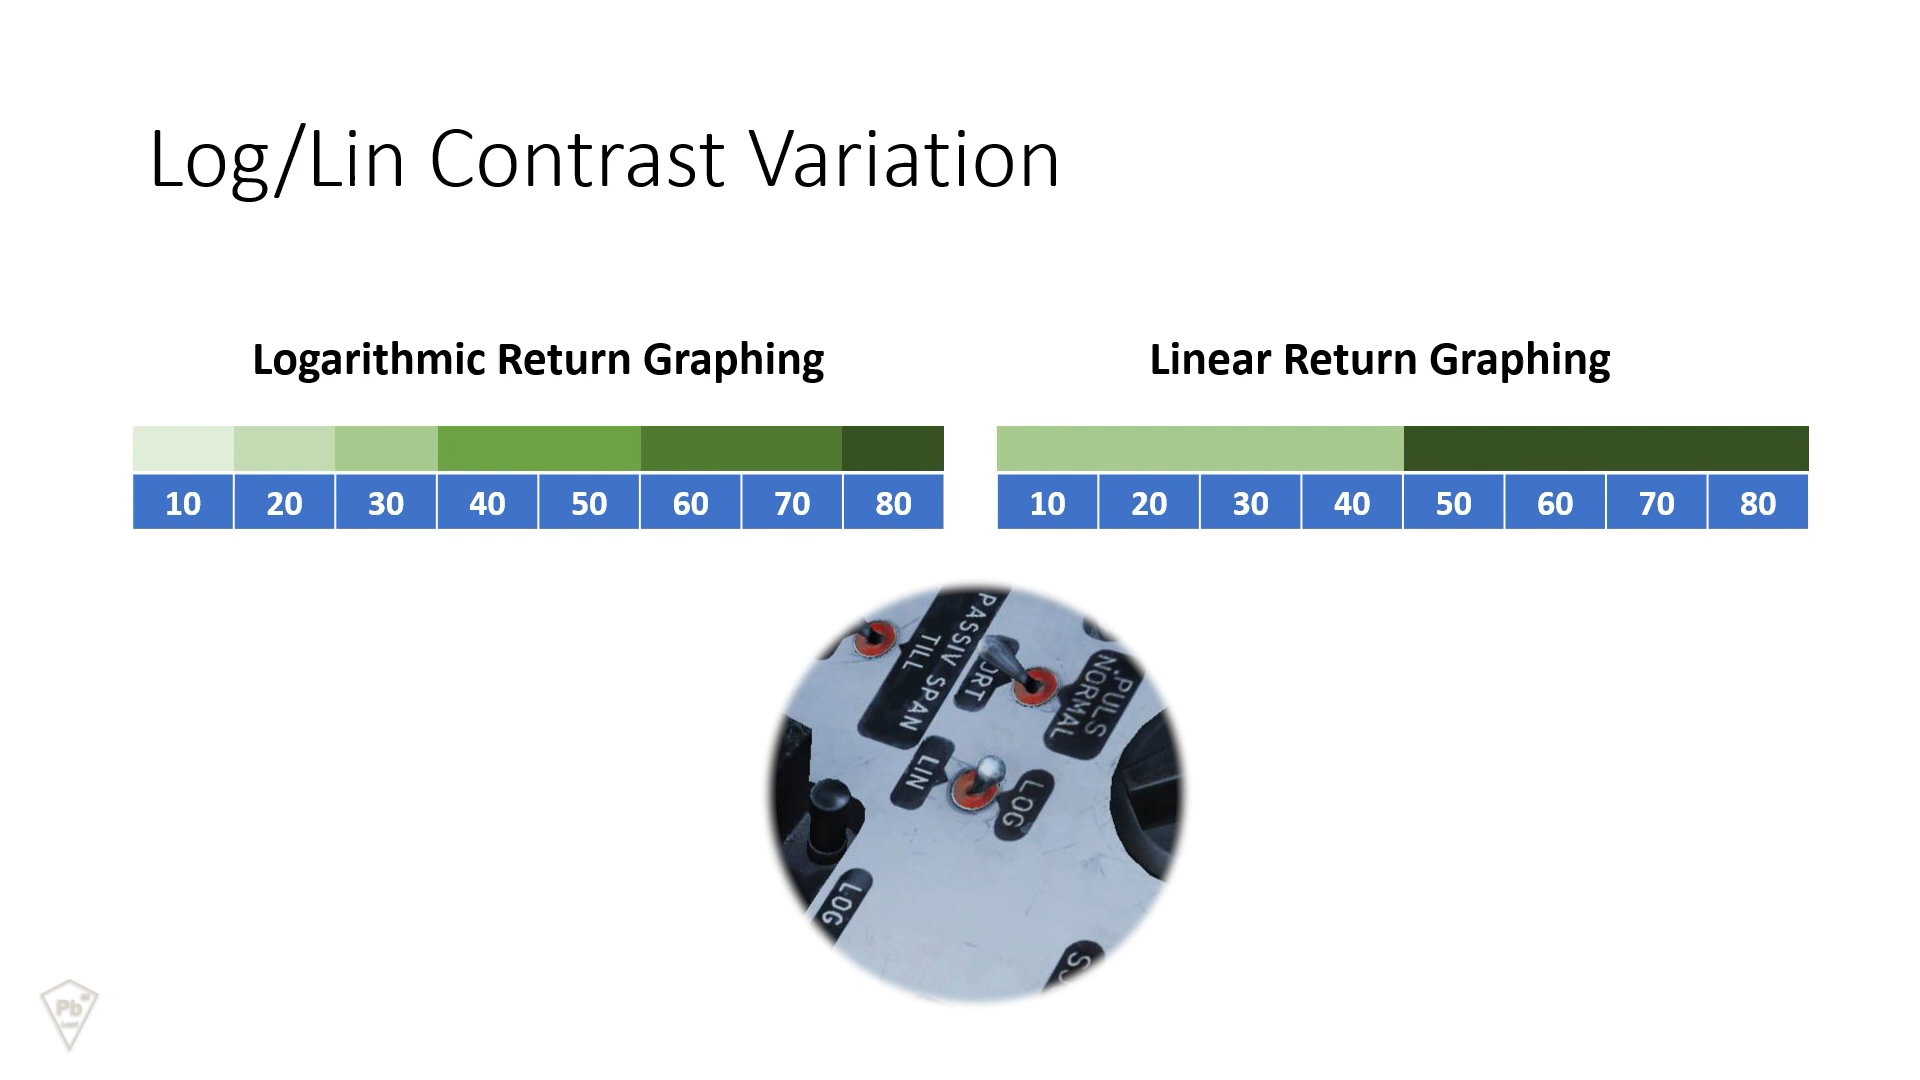 Log/Lin Contrast Variation
Logarithmic Return Graphing
Linear Return Graphing
10 20 30 40 50 60 70 80
10 20 30 40 50 60 70 80
PASSIV SPAN
TILL
.PULS
NORMAL
LIN
LOG
LOG
Pb